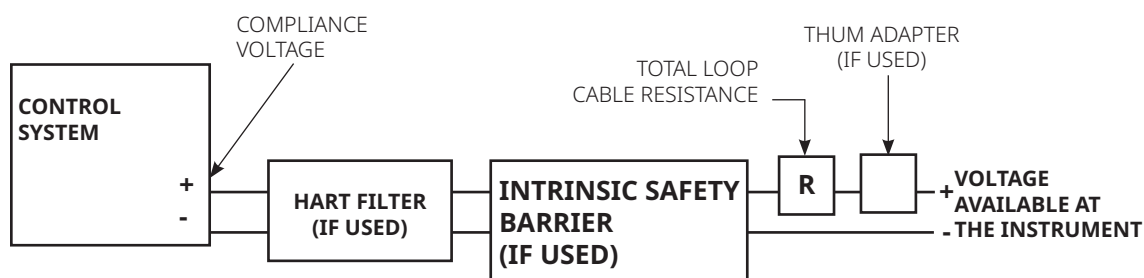 COMPLIANCE
VOLTAGE
THUM ADAPTER
(IF USED)
TOTAL LOOP
CABLE RESISTANCE
CONTROL
SYSTEM
+
-
HART FILTER
(IF USED)
INTRINSIC SAFETY
BARRIER
(IF USED)
R
+
-
VOLTAGE
AVAILABLE AT
THE INSTRUMENT